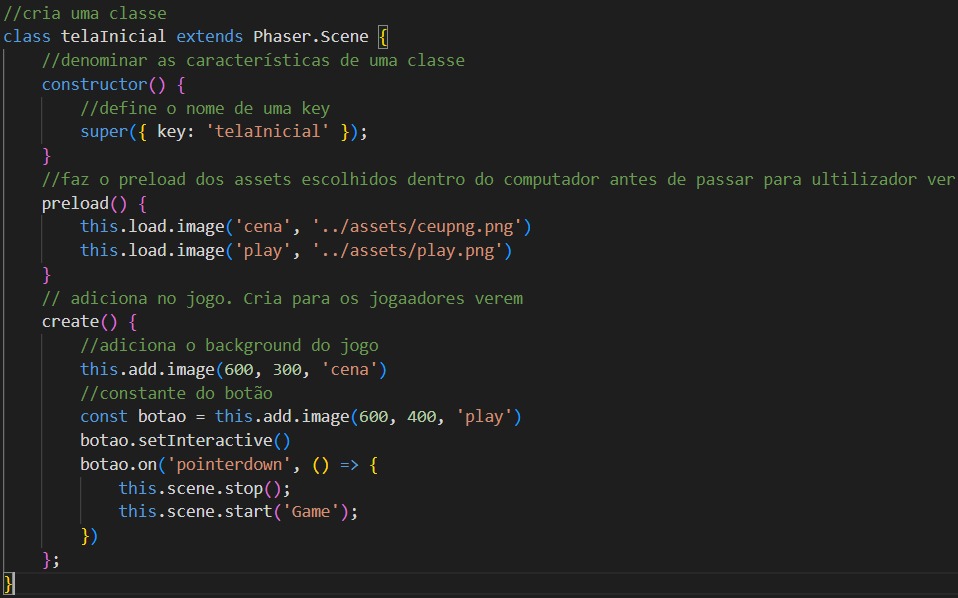 //cria uma classe
class telaInicial extends Phaser.Scene {
    //denominar as características de uma classe
    constructor() {
        //define o nome de uma key
        super({ key: 'telaInicial' });
    }
    //faz o preload dos assets escolhidos dentro do computador antes de passar para ultilizador ver
    preload() {
        this.load.image('cena', '../assets/ceupng.png')
        this.load.image('play', '../assets/play.png')
    }
    // adiciona no jogo. Cria para os jogaadores verem
    create() {
        //adiciona o background do jogo
        this.add.image(600, 300, 'cena')
        //constante do botão
        const botao = this.add.image(600, 400, 'play')
        botao.setInteractive()
        botao.on('pointerdown', () => {
            this.scene.stop();
            this.scene.start('Game');
        })
    };
}